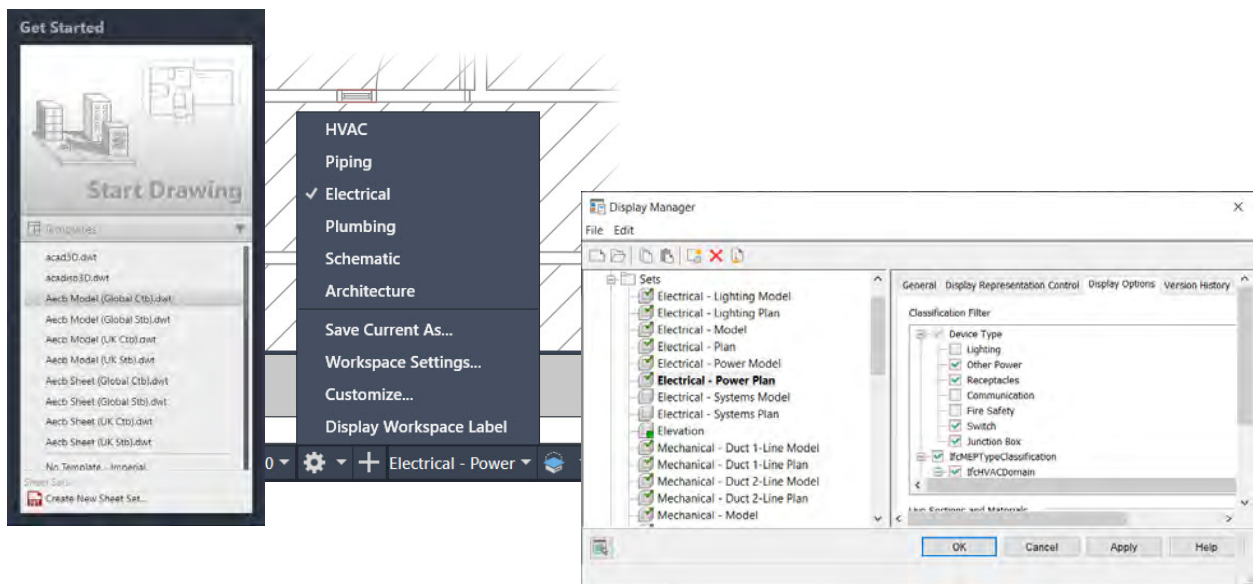 Get Started
Start Drawing
Templates
acad3D.dwt
acadiso3D.dwt
Aecb Model (Global Ctb).dwt
Aecb Model (Global Stb).dwt
Aecb Model (UK Ctb).dwt
Aecb Model (UK Stb).dwt
Aecb Sheet (Global Ctb).dwt
Aecb Sheet (Global Stb).dwt
Aecb Sheet (UK Ctb).dwt
Aecb Sheet (UK Stb).dwt
No Template - Imperial
Sheet Sets
Create New Sheet Set...
HVAC
Piping
Electrical
Plumbing
Schematic
Architecture
Save Current As...
Workspace Settings...
Customize...
Display Workspace Label
0
Electrical - Power
Display Manager
File Edit
Sets
Electrical - Lighting Model
Electrical - Lighting Plan
Electrical - Model
Electrical - Plan
Electrical - Power Model
Electrical - Power Plan
Electrical - Systems Model
Electrical - Systems Plan
Elevation
Mechanical - Duct 1-Line Model
Mechanical - Duct 1-Line Plan
Mechanical - Duct 2-Line Model
Mechanical - Duct 2-Line Plan
Mechanical - Model
General Display Representation Control Display Options Version History
Classification Filter
Device Type
Lighting
Other Power
Receptacles
Communication
Fire Safety
Switch
Junction Box
IfcMEPTypeClassification
IfcHVACDomain
Live Sections and Materials
OK Cancel Apply Help